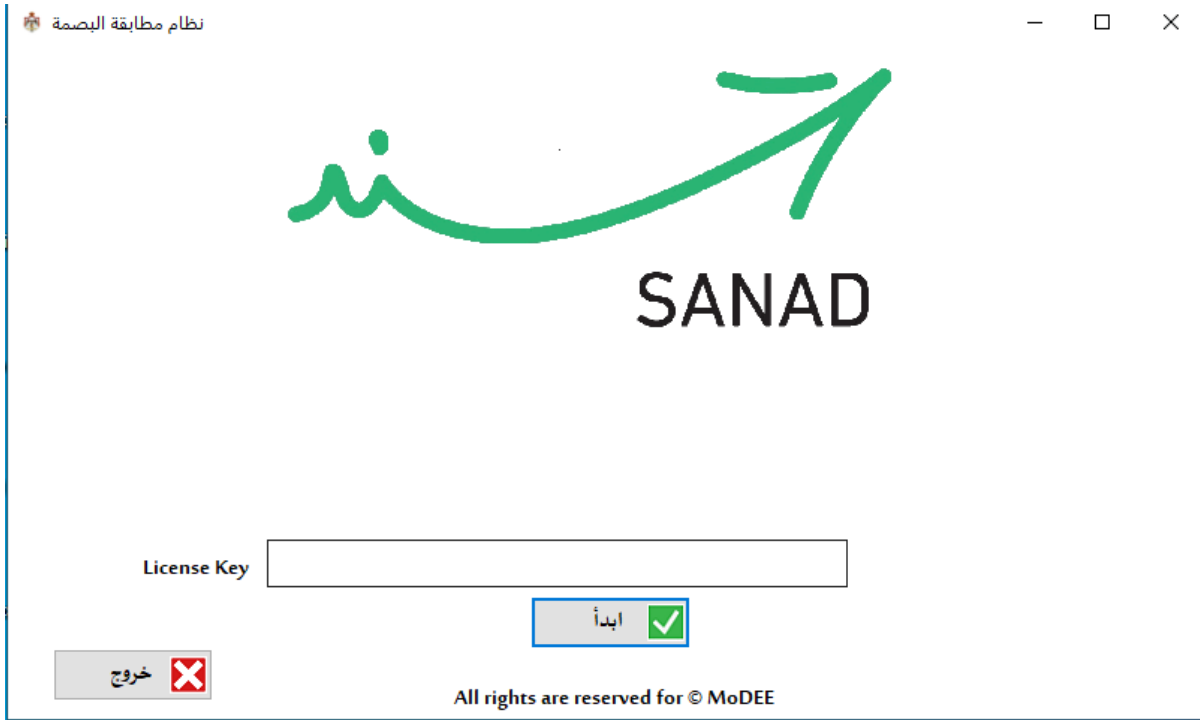 نظام مطابقة البصمة
سند
SANAD
License Key
ابدأ
خروج
All rights are reserved for © MoDEE